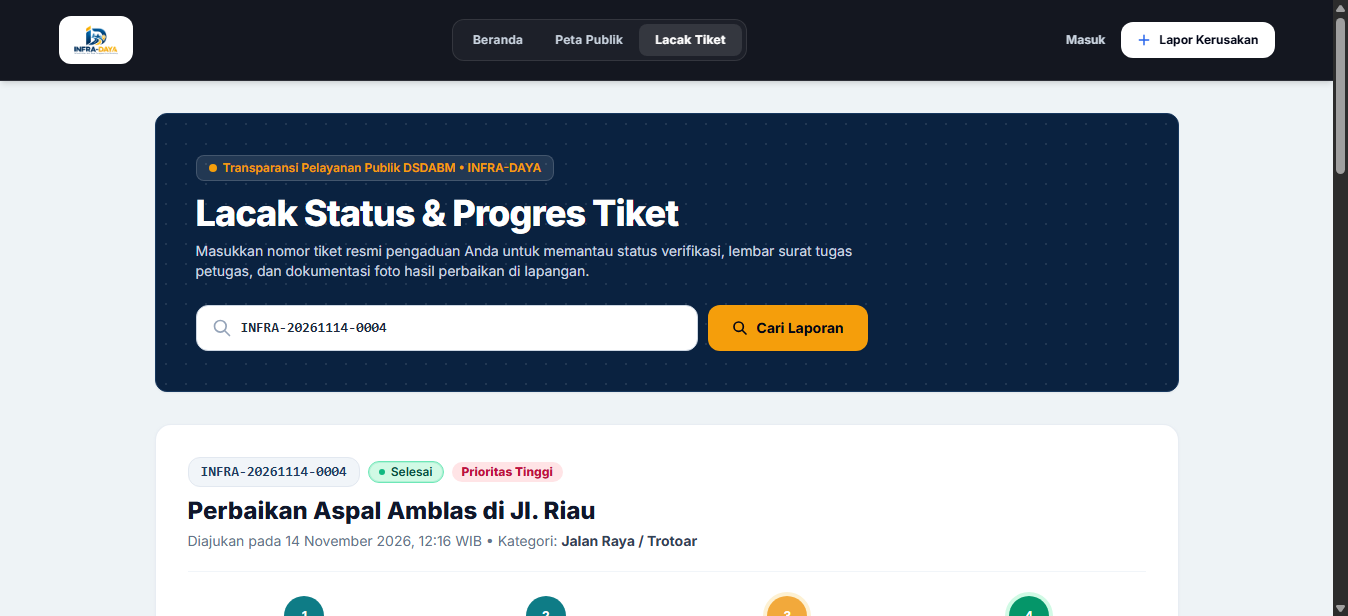 INFRA-DAYA
Beranda
Peta Publik
Lacak Tiket
Masuk
Lapor Kerusakan
Transparansi Pelayanan Publik DSDABM • INFRA-DAYA
Lacak Status & Progres Tiket
Masukkan nomor tiket resmi pengaduan Anda untuk memantau status verifikasi, lembar surat tugas
petugas, dan dokumentasi foto hasil perbaikan di lapangan.
INFRA-20261114-0004
Cari Laporan
INFRA-20261114-0004
Selesai
Prioritas Tinggi
Perbaikan Aspal Amblas di Jl. Riau
Diajukan pada 14 November 2026, 12:16 WIB • Kategori: Jalan Raya / Trotoar
1
2
3
4